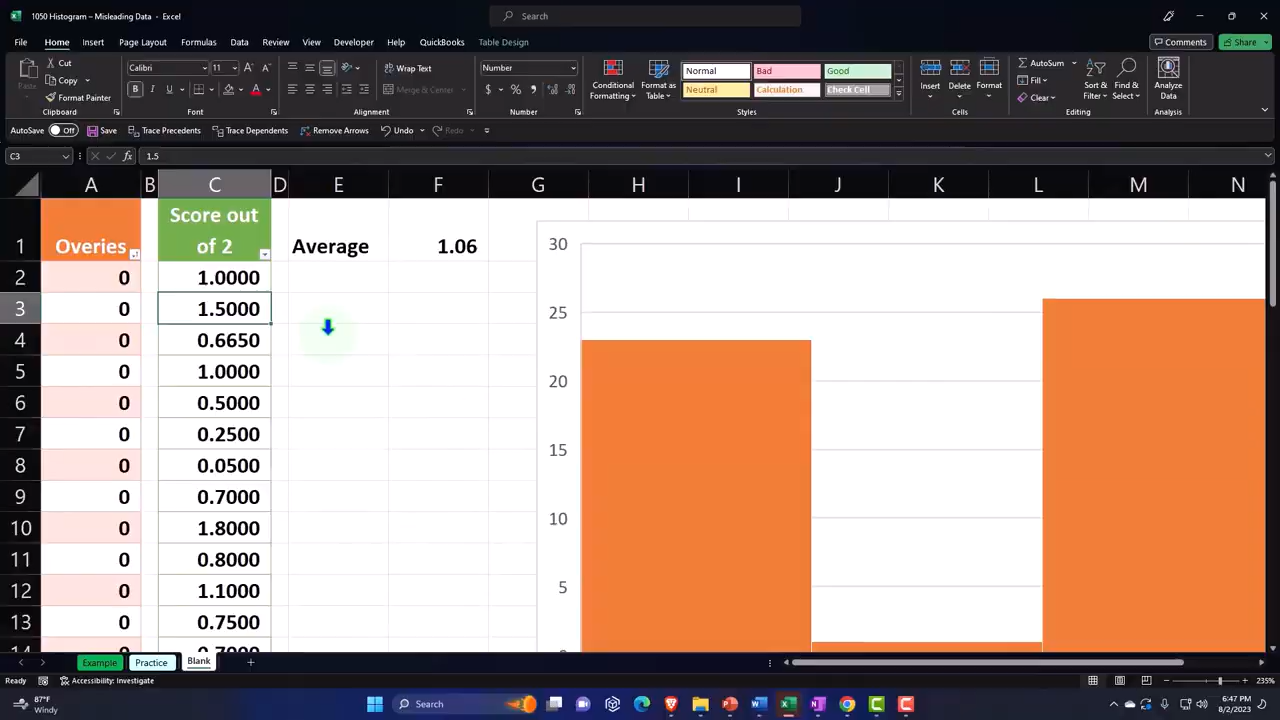 1050 Histogram – Misleading Data - Excel
Search
File Home Insert Page Layout Formulas Data Review View Developer Help QuickBooks Table Design
Comments Share
Paste Cut Copy Format Painter
Calibri 11
Wrap Text
Merge & Center
Number
Conditional Formatting Format as Table
Normal Bad Good
Neutral Calculation Check Cell
Insert Delete Format
AutoSum Fill Clear
Sort & Filter Find & Select
Analyze Data
Clipboard Font Alignment Number Styles Cells Editing Analysis
AutoSave Off Save Trace Precedents Trace Dependents Remove Arrows Undo Redo
C3 fx 1.5
A B C D E F G H I J K L M N
1 Overies Score out of 2 Average 1.06
2 0 1.0000
3 0 1.5000
4 0 0.6650
5 0 1.0000
6 0 0.5000
7 0 0.2500
8 0 0.0500
9 0 0.7000
10 0 1.8000
11 0 0.8000
12 0 1.1000
13 0 0.7500
14 0.7000
30
25
20
15
10
5
Example Practice Blank
Ready Accessibility: Investigate
235%
87°F
Windy
Search
6:47 PM
8/2/2023